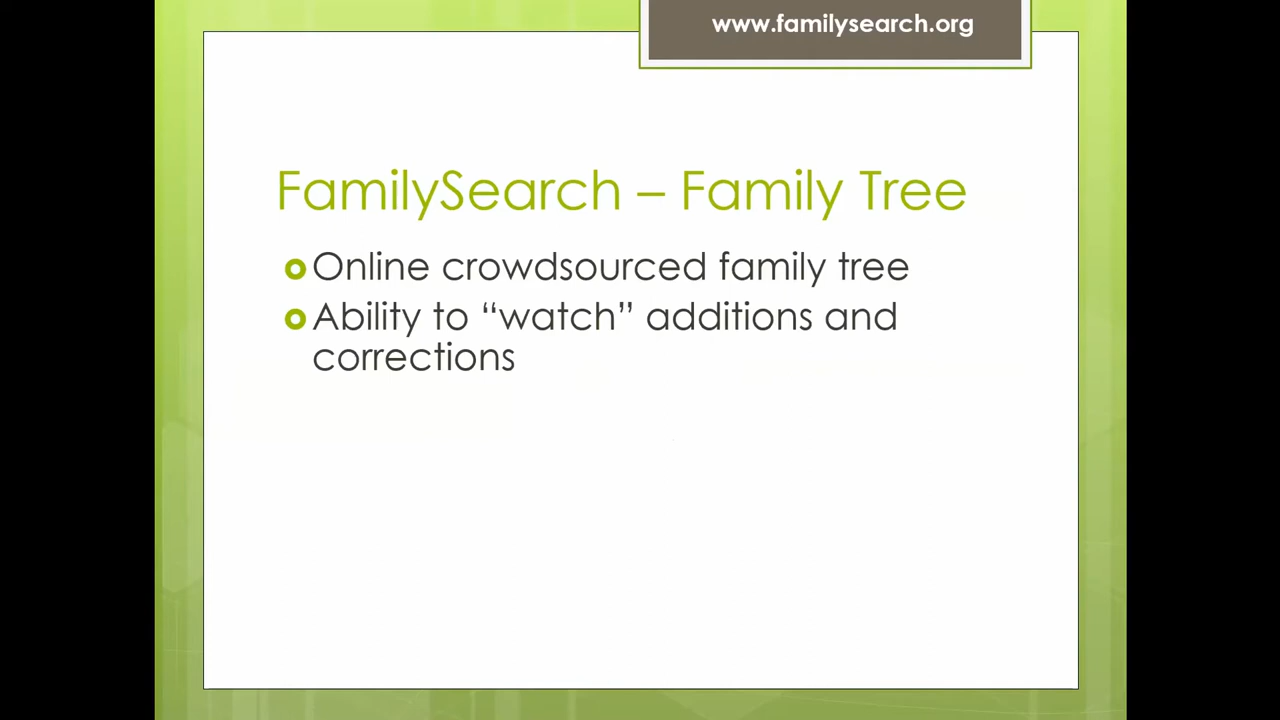 www.familysearch.org
FamilySearch – Family Tree
Online crowdsourced family tree
Ability to “watch” additions and
corrections